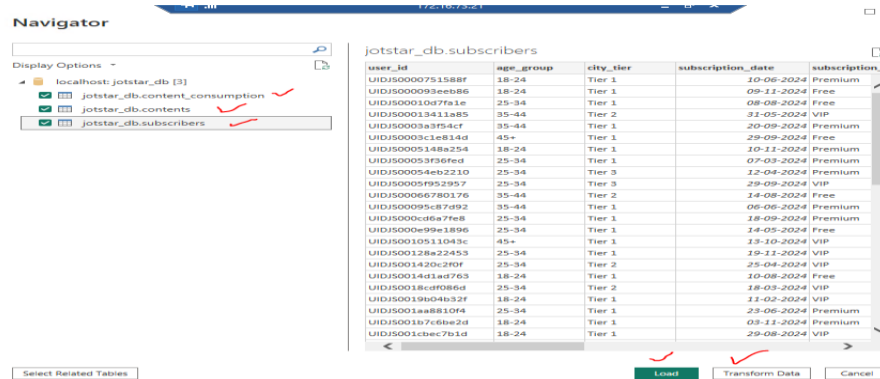 172.16.73.21
Navigator
Display Options
localhost: jotstar_db [3]
jotstar_db.content_consumption
jotstar_db.contents
jotstar_db.subscribers
jotstar_db.subscribers
user_id age_group city_tier subscription_date subscription_
UIDJS0000751588f 18-24 Tier 1 10-06-2024 Premium
UIDJS0000093eeb86 18-24 Tier 1 09-11-2024 Free
UIDJS00010d7fa1e 25-34 Tier 1 08-08-2024 Free
UIDJS00013411a85 35-44 Tier 2 31-05-2024 VIP
UIDJS0003a3f54cf 35-44 Tier 1 20-09-2024 Premium
UIDJS0003c1e814d 45+ Tier 1 29-09-2024 Free
UIDJS0005148a254 18-24 Tier 1 10-11-2024 Premium
UIDJS00053f36fed 25-34 Tier 1 07-03-2024 Premium
UIDJS00054eb2210 25-34 Tier 3 12-04-2024 Premium
UIDJS0005f952957 25-34 Tier 3 29-09-2024 VIP
UIDJS00066780176 35-44 Tier 2 14-08-2024 Free
UIDJS00095c87d92 35-44 Tier 1 06-06-2024 Premium
UIDJS000cd6a7fe8 25-34 Tier 1 18-09-2024 Premium
UIDJS000e99e1896 25-34 Tier 1 14-05-2024 Free
UIDJS0010511043c 45+ Tier 1 13-10-2024 VIP
UIDJS00128a22453 25-34 Tier 1 19-11-2024 VIP
UIDJS001420c2f0f 25-34 Tier 2 25-04-2024 VIP
UIDJS0014d1ad763 18-24 Tier 1 10-08-2024 Free
UIDJS0018cdf086d 25-34 Tier 2 18-03-2024 VIP
UIDJS0019b04b32f 18-24 Tier 1 11-02-2024 VIP
UIDJS001aa8810f4 25-34 Tier 1 23-06-2024 Premium
UIDJS001b7c6be2d 18-24 Tier 1 03-11-2024 Premium
UIDJS001cbec7b1d 18-24 Tier 1 29-08-2024 VIP
Select Related Tables Load Transform Data Cancel